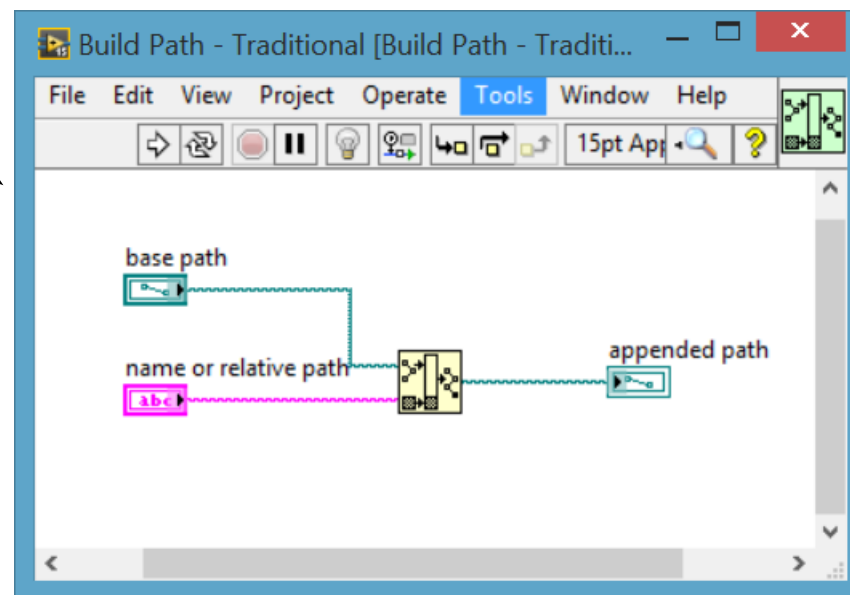 Build Path - Traditional [Build Path - Traditi...
File Edit View Project Operate Tools Window Help
15pt App
?
base path
name or relative path
abc
appended path